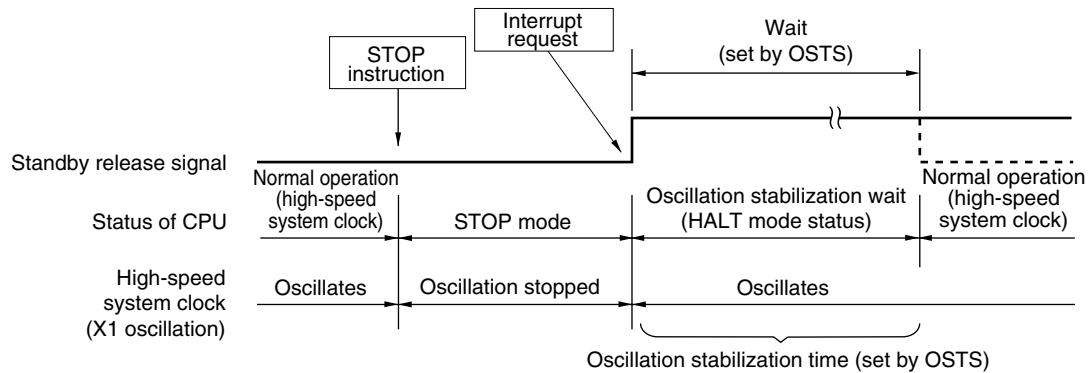 Interrupt
request
STOP
instruction
Wait
(set by OSTS)
Standby release signal
Normal operation
(high-speed
system clock)
Status of CPU
STOP mode
Oscillation stabilization wait
(HALT mode status)
Normal operation
(high-speed
system clock)
High-speed
system clock
(X1 oscillation)
Oscillates
Oscillation stopped
Oscillates
Oscillation stabilization time (set by OSTS)